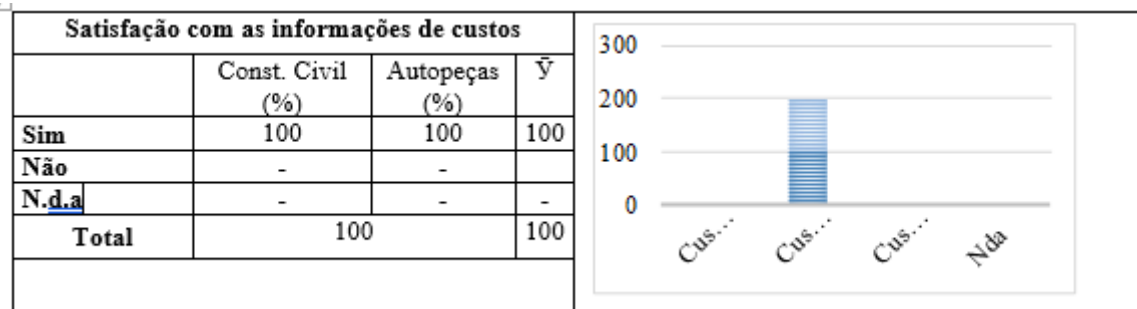 Satisfação com as informações de custos
Const. Civil (%) Autopeças (%) ȳ
Sim 100 100 100
Não - -
N.d.a - - -
Total 100 100
300
200
100
0
Cus... Cus... Cus... Nda